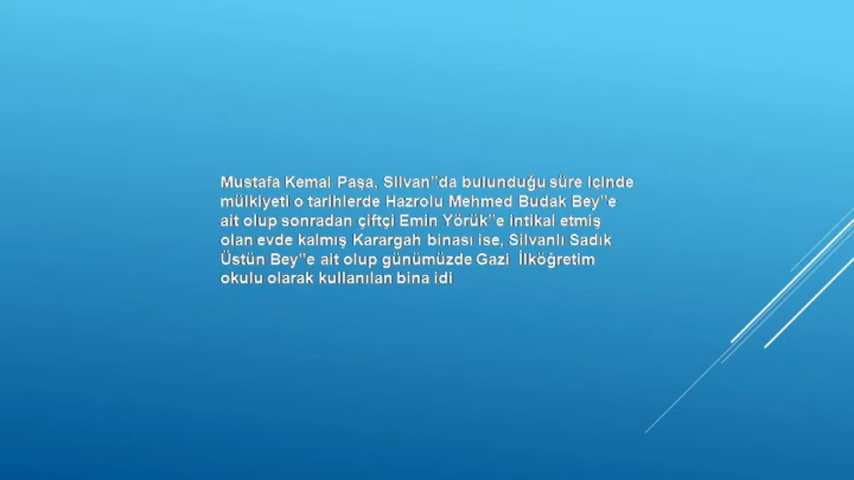 Mustafa Kemal Paşa, Silvan''da bulunduğu süre içinde
mülkiyeti o tarihlerde Hazrolu Mehmed Budak Bey''e
ait olup sonradan çiftçi Emin Yörük''e intikal etmiş
olan evde kalmış Karargah binası ise, Silvanlı Sadık
Üstün Bey''e ait olup günümüzde Gazi  İlköğretim
okulu olarak kullanılan bina idi